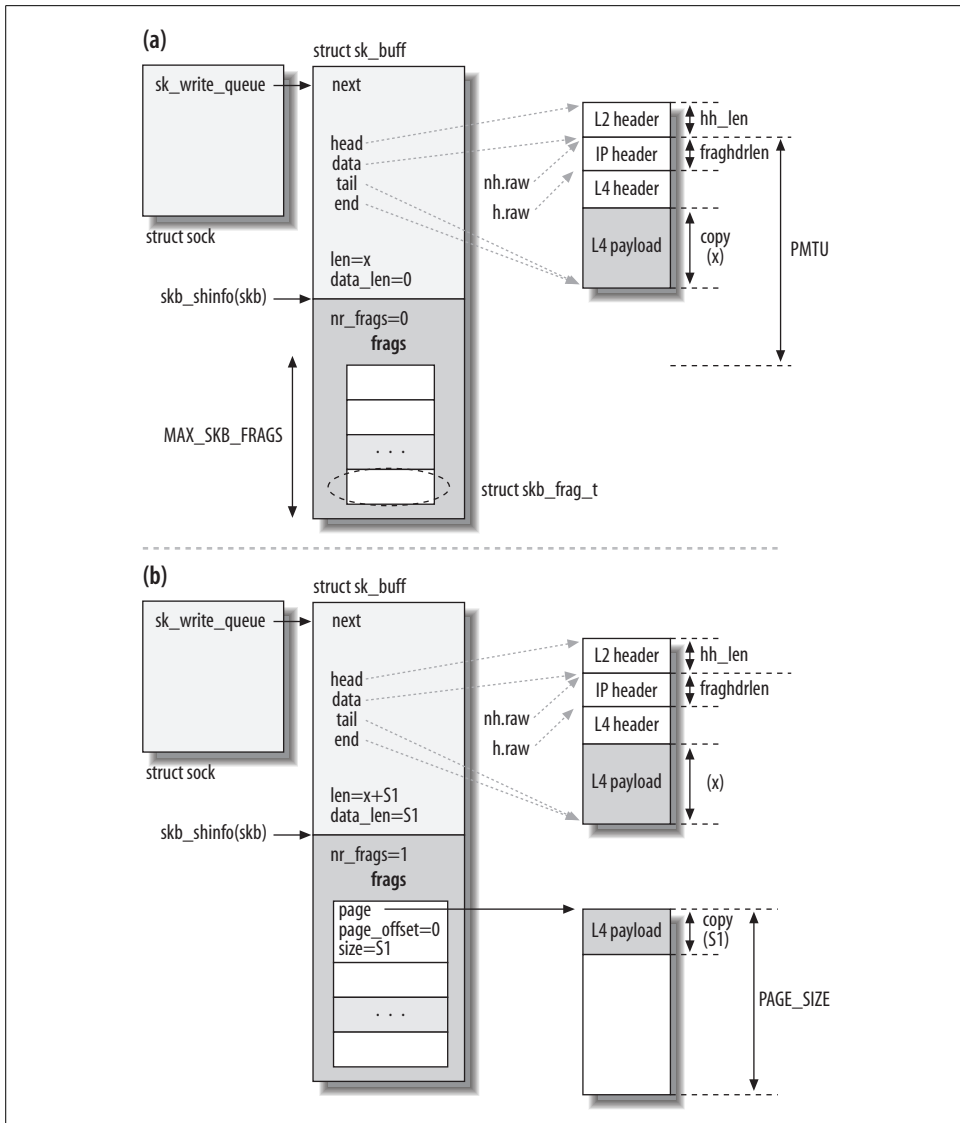 (a)
struct sk_buff
sk_write_queue
next
head
data
tail
end
nh.raw
h.raw
L2 header
hh_len
IP header
fraghdrlen
L4 header
L4 payload
copy
(x)
PMTU
struct sock
len=x
data_len=0
skb_shinfo(skb)
nr_frags=0
frags
MAX_SKB_FRAGS
. . .
struct skb_frag_t
(b)
struct sk_buff
sk_write_queue
next
head
data
tail
end
nh.raw
h.raw
L2 header
hh_len
IP header
fraghdrlen
L4 header
L4 payload
(x)
struct sock
len=x+S1
data_len=S1
skb_shinfo(skb)
nr_frags=1
frags
page
page_offset=0
size=S1
. . .
L4 payload
copy
(S1)
PAGE_SIZE